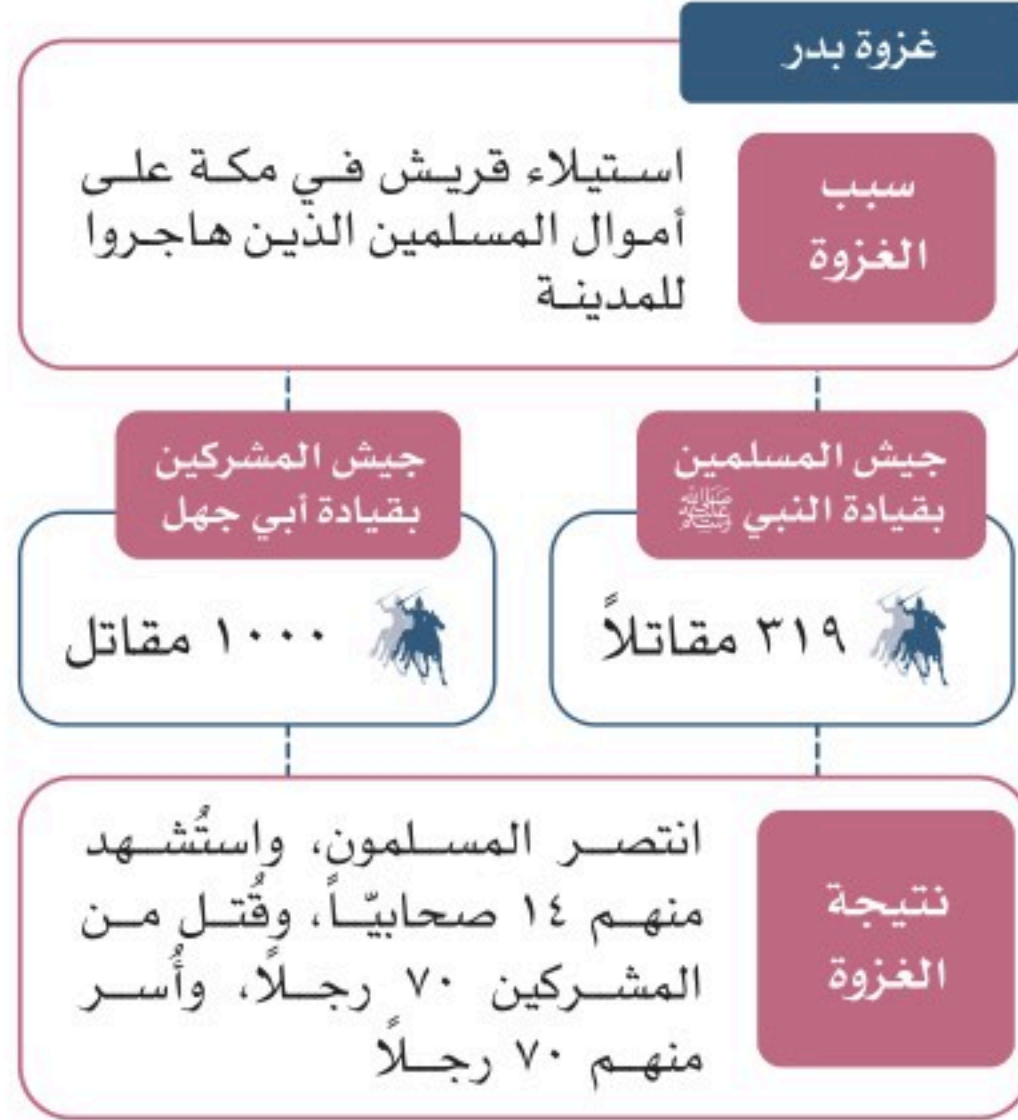 غزوة بدر
سبب
الغزوة
استيلاء قريش في مكة على
أموال المسلمين الذين هاجروا
للمدينة
جيش المسلمين
بقيادة النبي ﷺ
٣١٩ مقاتلاً
جيش المشركين
بقيادة أبي جهل
١٠٠٠ مقاتل
نتيجة
الغزوة
انتصر المسلمون، واستُشهد
منهم ١٤ صحابيّاً، وقُتل من
المشركين ٧٠ رجلًا، وأُسر
منهم ٧٠ رجلًا